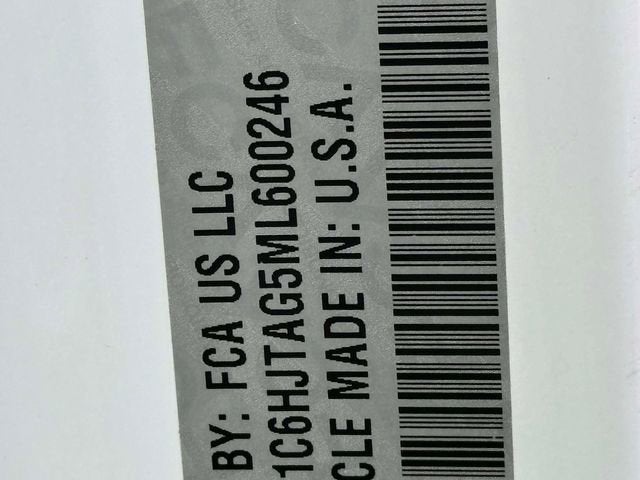 BY: FCA US LLC
1C6HJTAG5ML600246
CLE MADE IN: U.S.A.